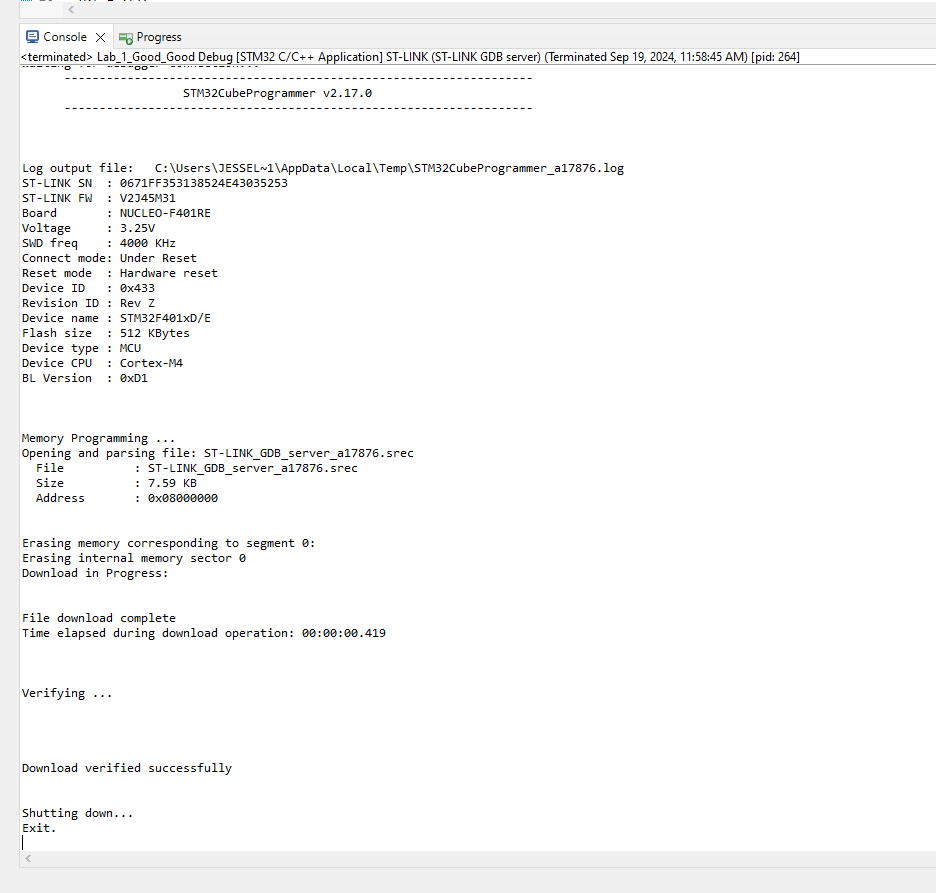 Console
Progress
<terminated> Lab_1_Good_Good Debug [STM32 C/C++ Application] ST-LINK (ST-LINK GDB server) (Terminated Sep 19, 2024, 11:58:45 AM) [pid: 264]
-------------------------------------------------------------------
STM32CubeProgrammer v2.17.0
-------------------------------------------------------------------
Log output file:   C:\Users\JESSEL~1\AppData\Local\Temp\STM32CubeProgrammer_a17876.log
ST-LINK SN  : 0671FF353138524E43035253
ST-LINK FW  : V2J45M31
Board       : NUCLEO-F401RE
Voltage     : 3.25V
SWD freq    : 4000 KHz
Connect mode: Under Reset
Reset mode  : Hardware reset
Device ID   : 0x433
Revision ID : Rev Z
Device name : STM32F401xD/E
Flash size  : 512 KBytes
Device type : MCU
Device CPU  : Cortex-M4
BL Version  : 0xD1
Memory Programming ...
Opening and parsing file: ST-LINK_GDB_server_a17876.srec
File          : ST-LINK_GDB_server_a17876.srec
Size          : 7.59 KB
Address       : 0x08000000
Erasing memory corresponding to segment 0:
Erasing internal memory sector 0
Download in Progress:
File download complete
Time elapsed during download operation: 00:00:00.419
Verifying ...
Download verified successfully
Shutting down...
Exit.